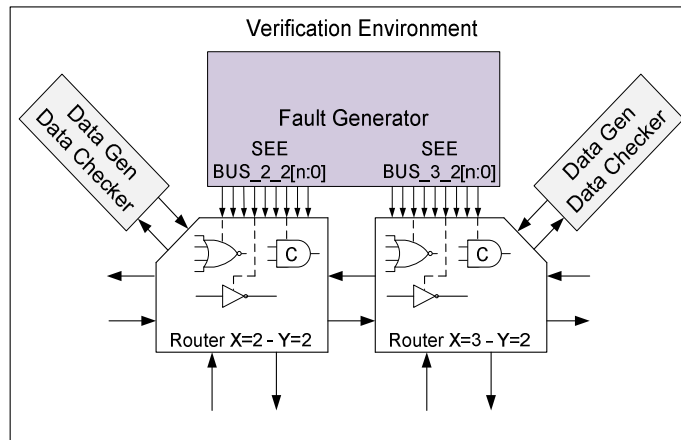 Verification Environment
Fault Generator
SEE
BUS_2_2[n:0]
SEE
BUS_3_2[n:0]
Data Gen
Data Checker
Data Gen
Data Checker
C
C
Router X=2 - Y=2
Router X=3 - Y=2